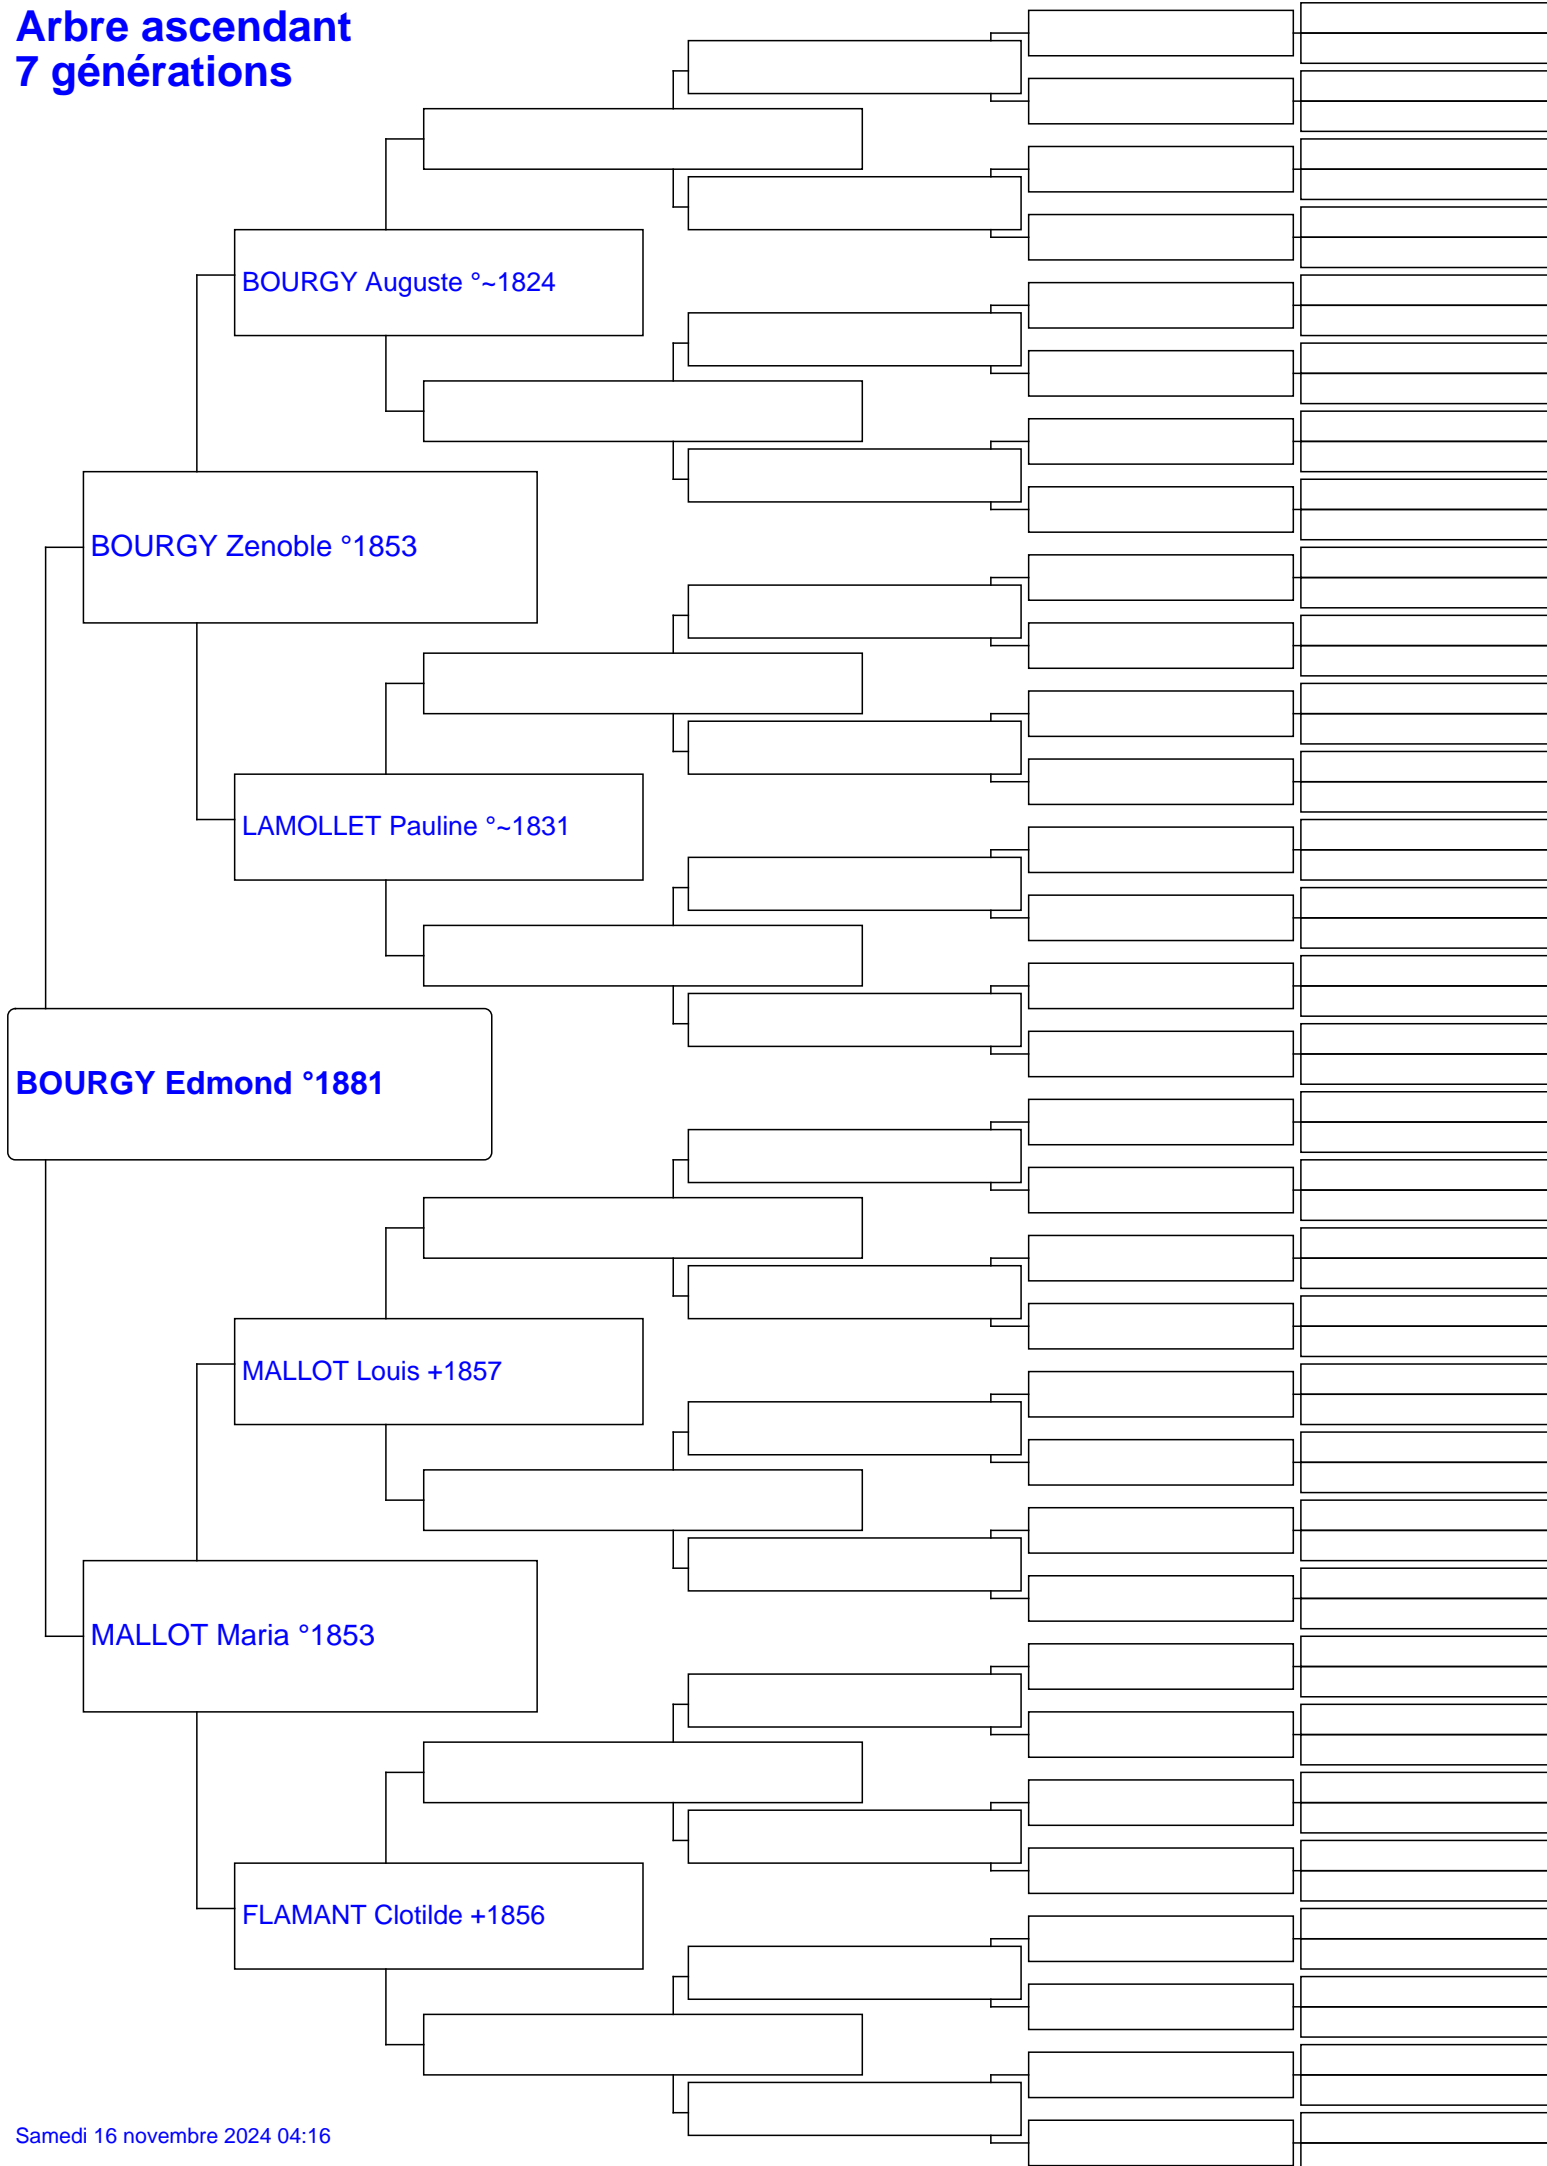 Arbre ascendant
7 générations
BOURGY Auguste °~1824
BOURGY Zenoble °1853
LAMOLLET Pauline °~1831
BOURGY Edmond °1881
MALLOT Louis +1857
MALLOT Maria °1853
FLAMANT Clotilde +1856
Samedi 16 novembre 2024 04:16